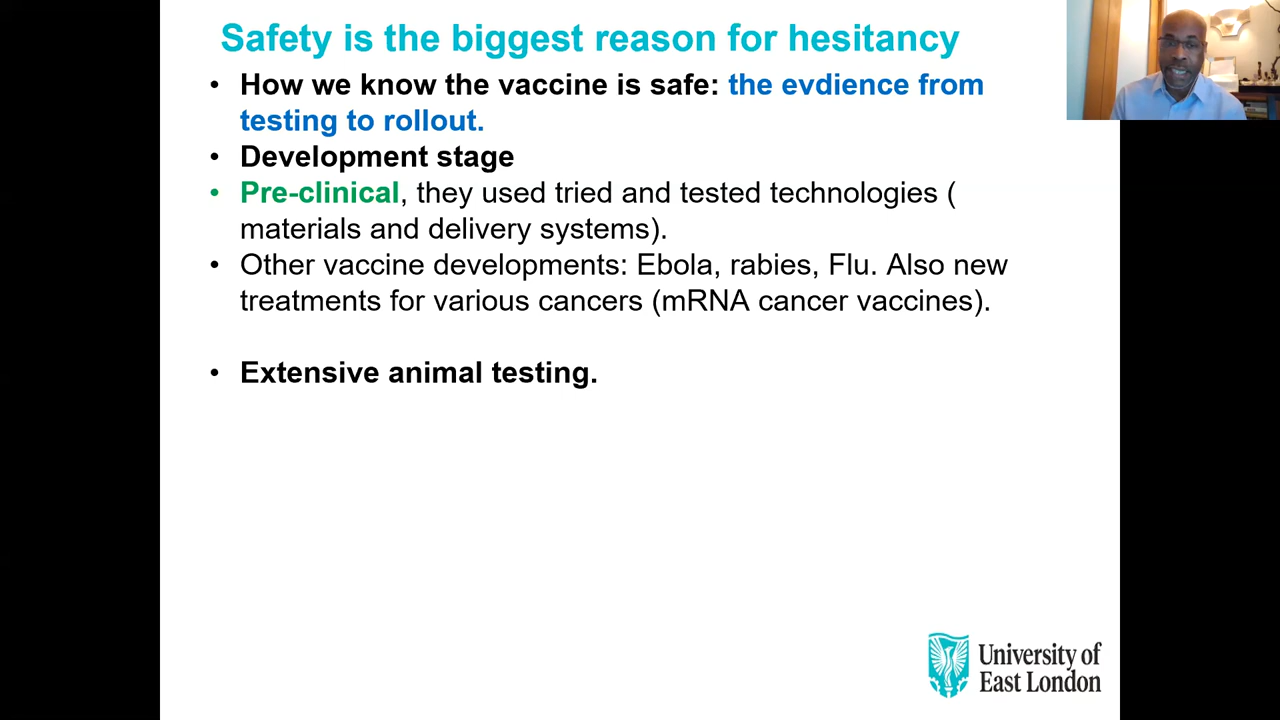 Safety is the biggest reason for hesitancy
• How we know the vaccine is safe: the evdience from
testing to rollout.
• Development stage
• Pre-clinical, they used tried and tested technologies (
materials and delivery systems).
• Other vaccine developments: Ebola, rabies, Flu. Also new
treatments for various cancers (mRNA cancer vaccines).
• Extensive animal testing.
University of
East London